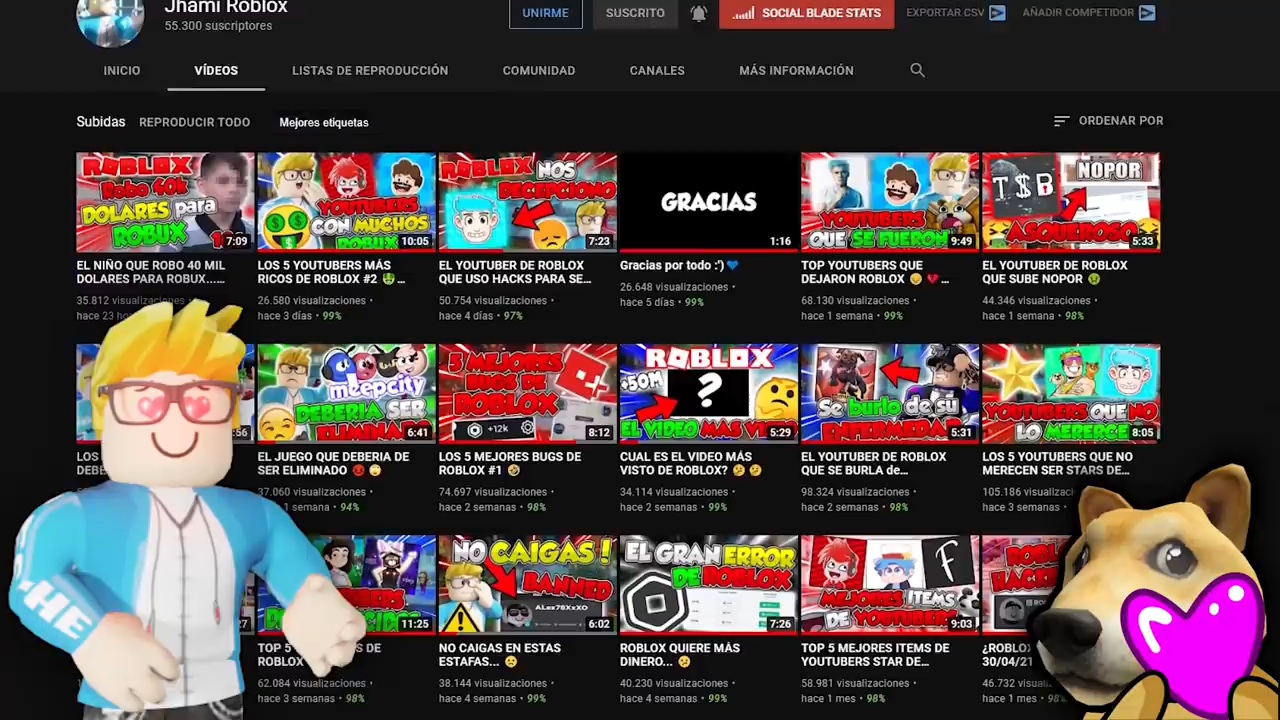 Jhami Roblox
55.300 suscriptores
UNIRME
SUSCRITO
SOCIAL BLADE STATS
EXPORTAR CSV
AÑADIR COMPETIDOR
INICIO
VÍDEOS
LISTAS DE REPRODUCCIÓN
COMUNIDAD
CANALES
MÁS INFORMACIÓN
Subidas
REPRODUCIR TODO
Mejores etiquetas
ORDENAR POR
ROBLOX
Robo 40k
DOLARES para
ROBUX
7:09
YOUTUBERS
CON MUCHOS
ROBUX
10:05
ROBLOX NOS
DECEPCIONO
7:23
GRACIAS
1:16
YOUTUBERS
QUE SE FUERON
9:49
NOPOR
ASQUEROSO
5:33
EL NIÑO QUE ROBO 40 MIL
DOLARES PARA ROBUX......
35.812 visualizaciones
hace 23 ho
LOS 5 YOUTUBERS MÁS
RICOS DE ROBLOX #2 🤑...
26.580 visualizaciones •
hace 3 días • 99%
EL YOUTUBER DE ROBLOX
QUE USO HACKS PARA SE...
50.754 visualizaciones •
hace 4 días • 97%
Gracias por todo :') 💙
26.648 visualizaciones •
hace 5 días • 99%
TOP YOUTUBERS QUE
DEJARON ROBLOX 😔 💔 ...
68.130 visualizaciones •
hace 1 semana • 99%
EL YOUTUBER DE ROBLOX
QUE SUBE NOPOR 🤢
44.346 visualizaciones •
hace 1 semana • 98%
:56
meepcity
DEBERIA SER
ELIMINADO
6:41
5 MEJORES
BUGS DE
ROBLOX
+12k
8:12
ROBLOX
+50M
?
EL VIDEO MAS VI
5:29
Se burlo de su
ENFERMEDAD
5:31
YOUTUBERS QUE NO
LO MERECE
8:05
LOS
DEBE
EL JUEGO QUE DEBERIA DE
SER ELIMINADO 😡 🙄
37.060 visualizaciones •
1 semana • 94%
LOS 5 MEJORES BUGS DE
ROBLOX #1 🤣
74.697 visualizaciones •
hace 2 semanas • 98%
CUAL ES EL VIDEO MÁS
VISTO DE ROBLOX? 🤔 🤔
34.114 visualizaciones •
hace 2 semanas • 99%
EL YOUTUBER DE ROBLOX
QUE SE BURLA de...
98.324 visualizaciones •
hace 2 semanas • 98%
LOS 5 YOUTUBERS QUE NO
MERECEN SER STARS DE...
105.186 visualizaciones •
hace 3 semanas •
HE
:27
11:25
NO CAIGAS !
BANNED
ALex78XxXO
6:02
EL GRAN ERROR
DE ROBLOX
7:26
F
MEJORES ITEMS
DE YOUTUBERS
9:03
TOP 5
ROBLOX
62.084 visualizaciones •
hace 3 semanas • 98%
NO CAIGAS EN ESTAS
ESTAFAS... 🙁
38.144 visualizaciones •
hace 4 semanas • 99%
ROBLOX QUIERE MÁS
DINERO... 😕
40.230 visualizaciones •
hace 4 semanas • 99%
TOP 5 MEJORES ITEMS DE
YOUTUBERS STAR DE...
58.981 visualizaciones •
hace 1 mes • 98%
¿ROBLOX
30/04/21
46.732 visualizaciones
hace 1 mes • 98%